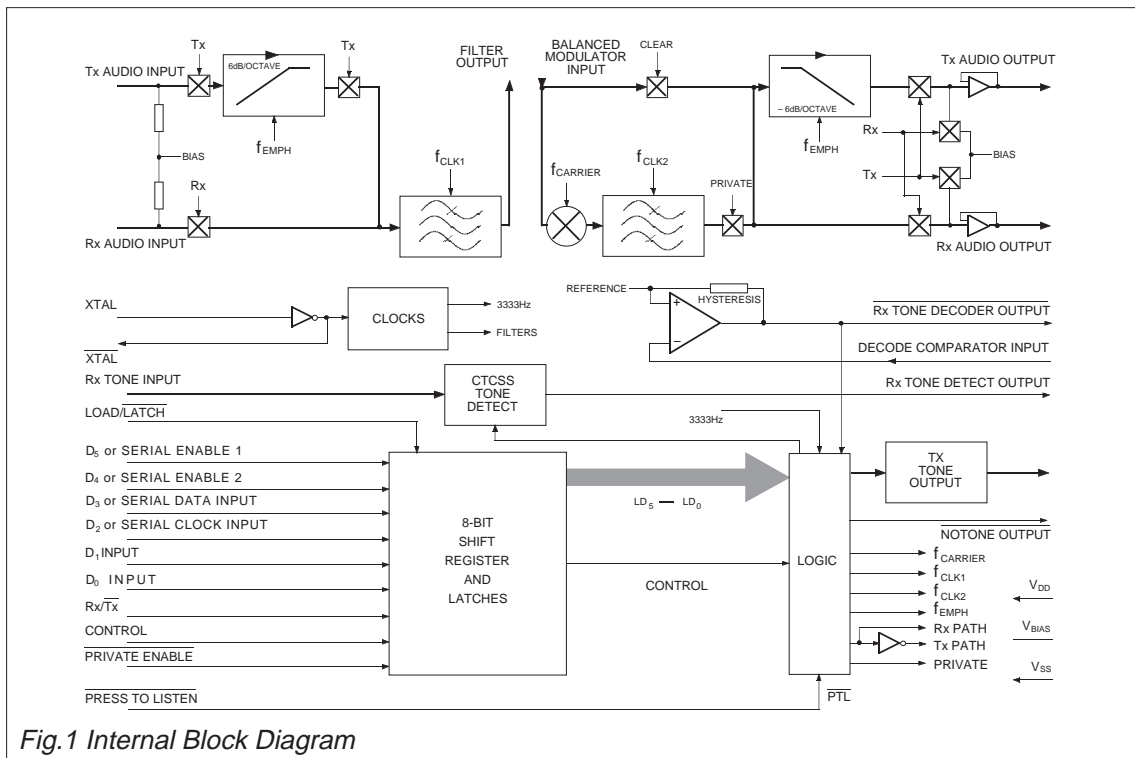 Tx
Tx
FILTER OUTPUT
BALANCED MODULATOR INPUT
CLEAR
Tx AUDIO INPUT
6dB/OCTAVE
Tx AUDIO OUTPUT
– 6dB/OCTAVE
BIAS
fEMPH
fEMPH
Rx
Tx
BIAS
Rx
fCLK1
fCARRIER
fCLK2
PRIVATE
Rx AUDIO INPUT
Rx AUDIO OUTPUT
XTAL
CLOCKS
3333Hz
FILTERS
XTAL
REFERENCE
+
–
HYSTERESIS
Rx TONE DECODER OUTPUT
DECODE COMPARATOR INPUT
Rx TONE INPUT
CTCSS TONE DETECT
Rx TONE DETECT OUTPUT
LOAD/LATCH
3333Hz
D5 or SERIAL ENABLE 1
D4 or SERIAL ENABLE 2
D3 or SERIAL DATA INPUT
D2 or SERIAL CLOCK INPUT
D1 INPUT
D0 INPUT
Rx/Tx
CONTROL
PRIVATE ENABLE
PRESS TO LISTEN
8-BIT
SHIFT
REGISTER
AND
LATCHES
LD5 — LD0
CONTROL
LOGIC
TX TONE OUTPUT
NOTONE OUTPUT
fCARRIER
fCLK1
fCLK2
fEMPH
Rx PATH
Tx PATH
PRIVATE
VDD
VBIAS
VSS
PTL
Fig.1 Internal Block Diagram